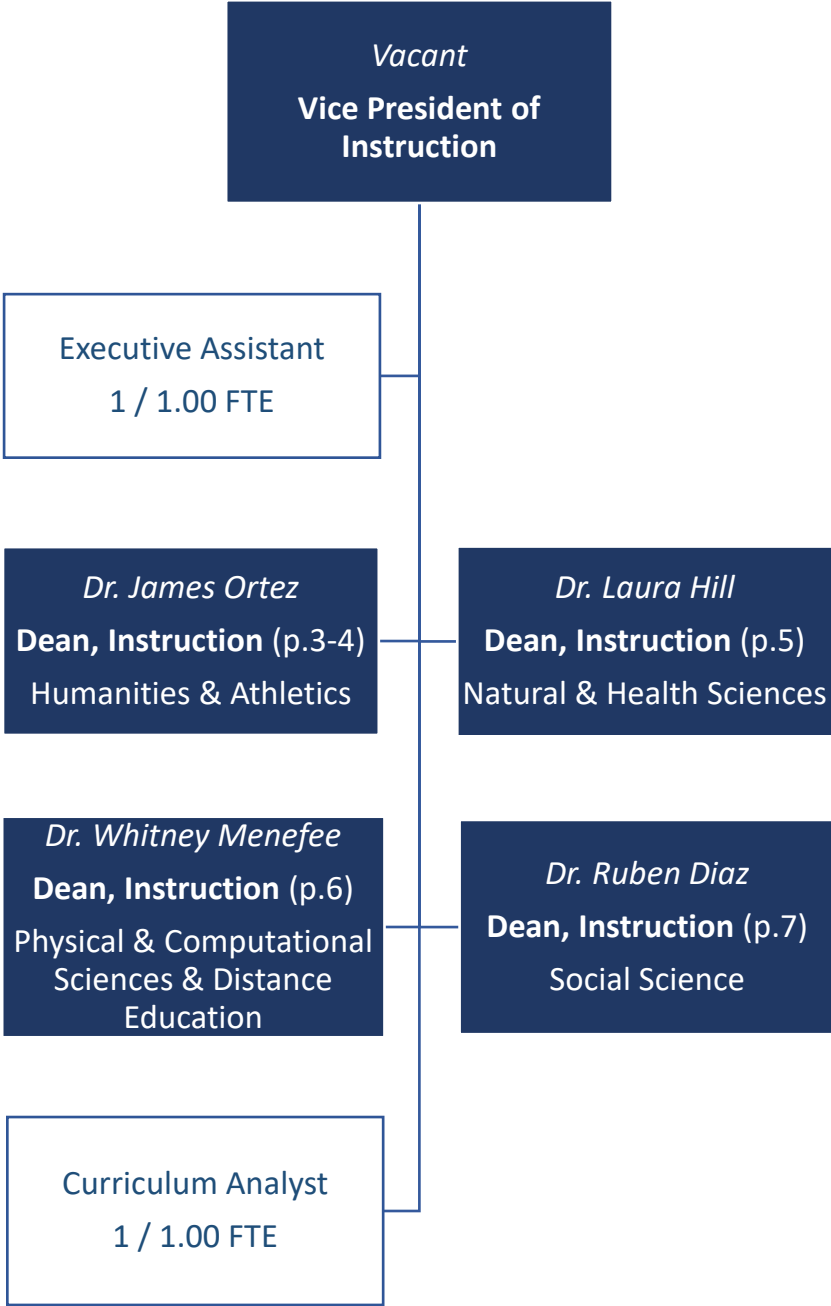 Vacant
Vice President of
Instruction
Executive Assistant
1 / 1.00 FTE
Dr. James Ortez
Dean, Instruction (p.3-4)
Humanities & Athletics
Dr. Laura Hill
Dean, Instruction (p.5)
Natural & Health Sciences
Dr. Whitney Menefee
Dean, Instruction (p.6)
Physical & Computational
Sciences & Distance
Education
Dr. Ruben Diaz
Dean, Instruction (p.7)
Social Science
Curriculum Analyst
1 / 1.00 FTE